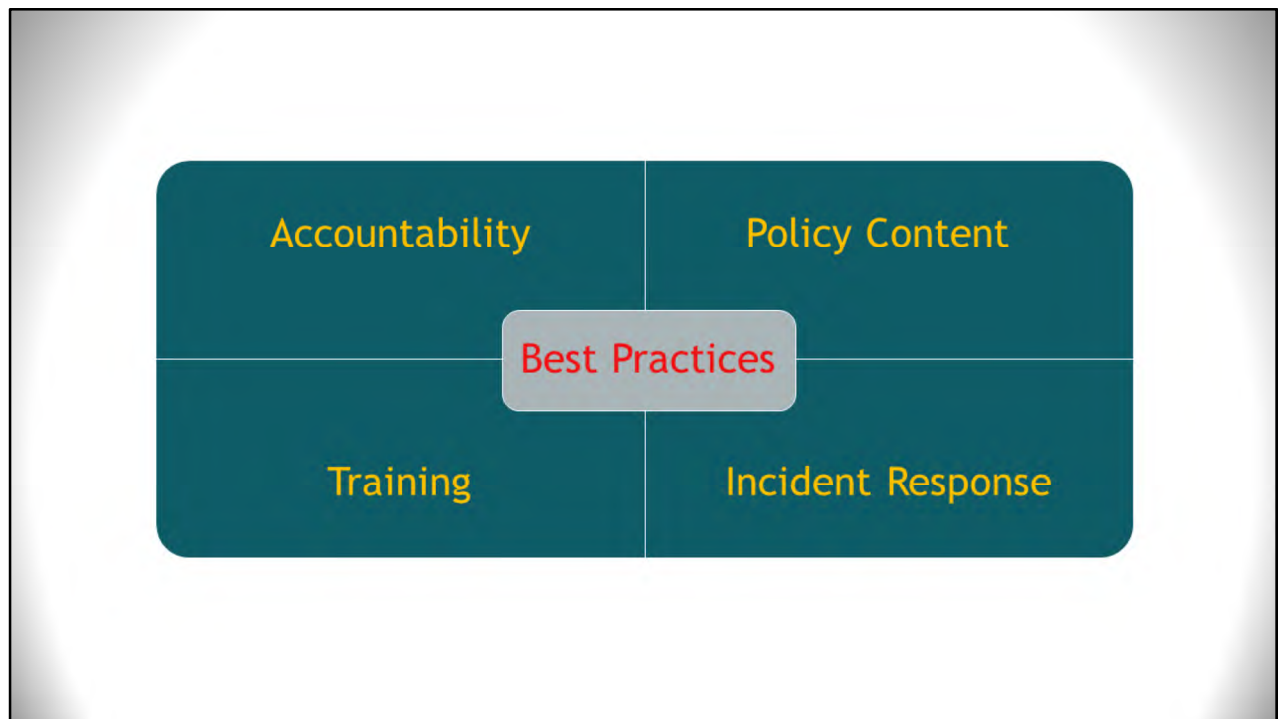 Accountability
Policy Content
Best Practices
Training
Incident Response